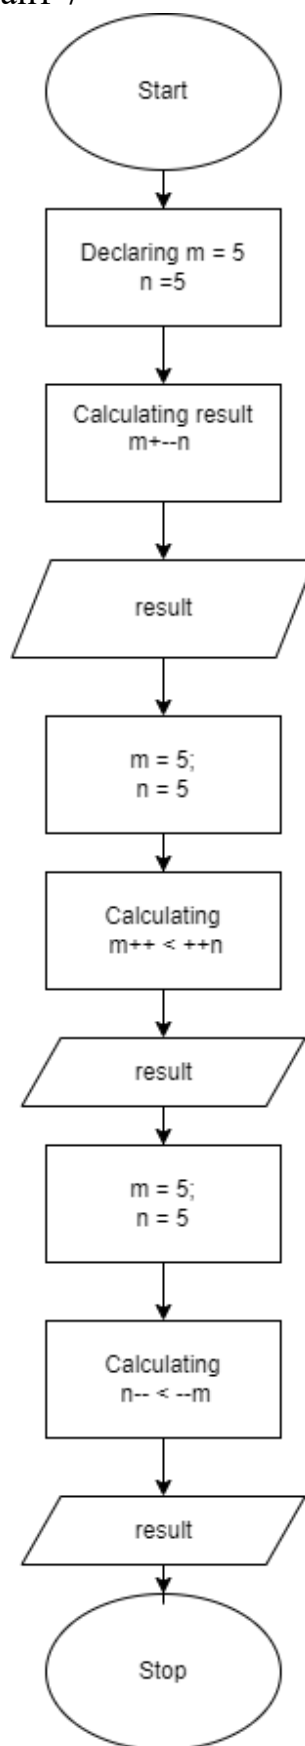 Start
Declaring m = 5
n =5
Calculating result
m+--n
result
m = 5;
n = 5
Calculating
m++ < ++n
result
m = 5;
n = 5
Calculating
n-- < --m
result
Stop